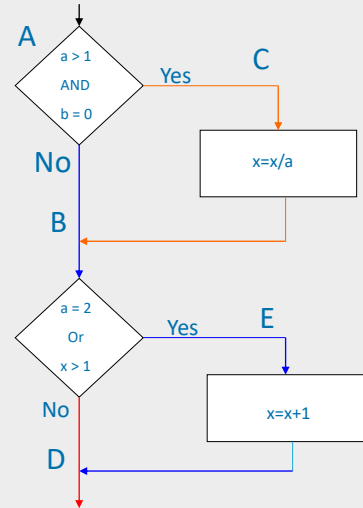 A
a > 1
AND
b = 0
Yes
C
x=x/a
No
B
a = 2
Or
x > 1
Yes
E
x=x+1
No
D